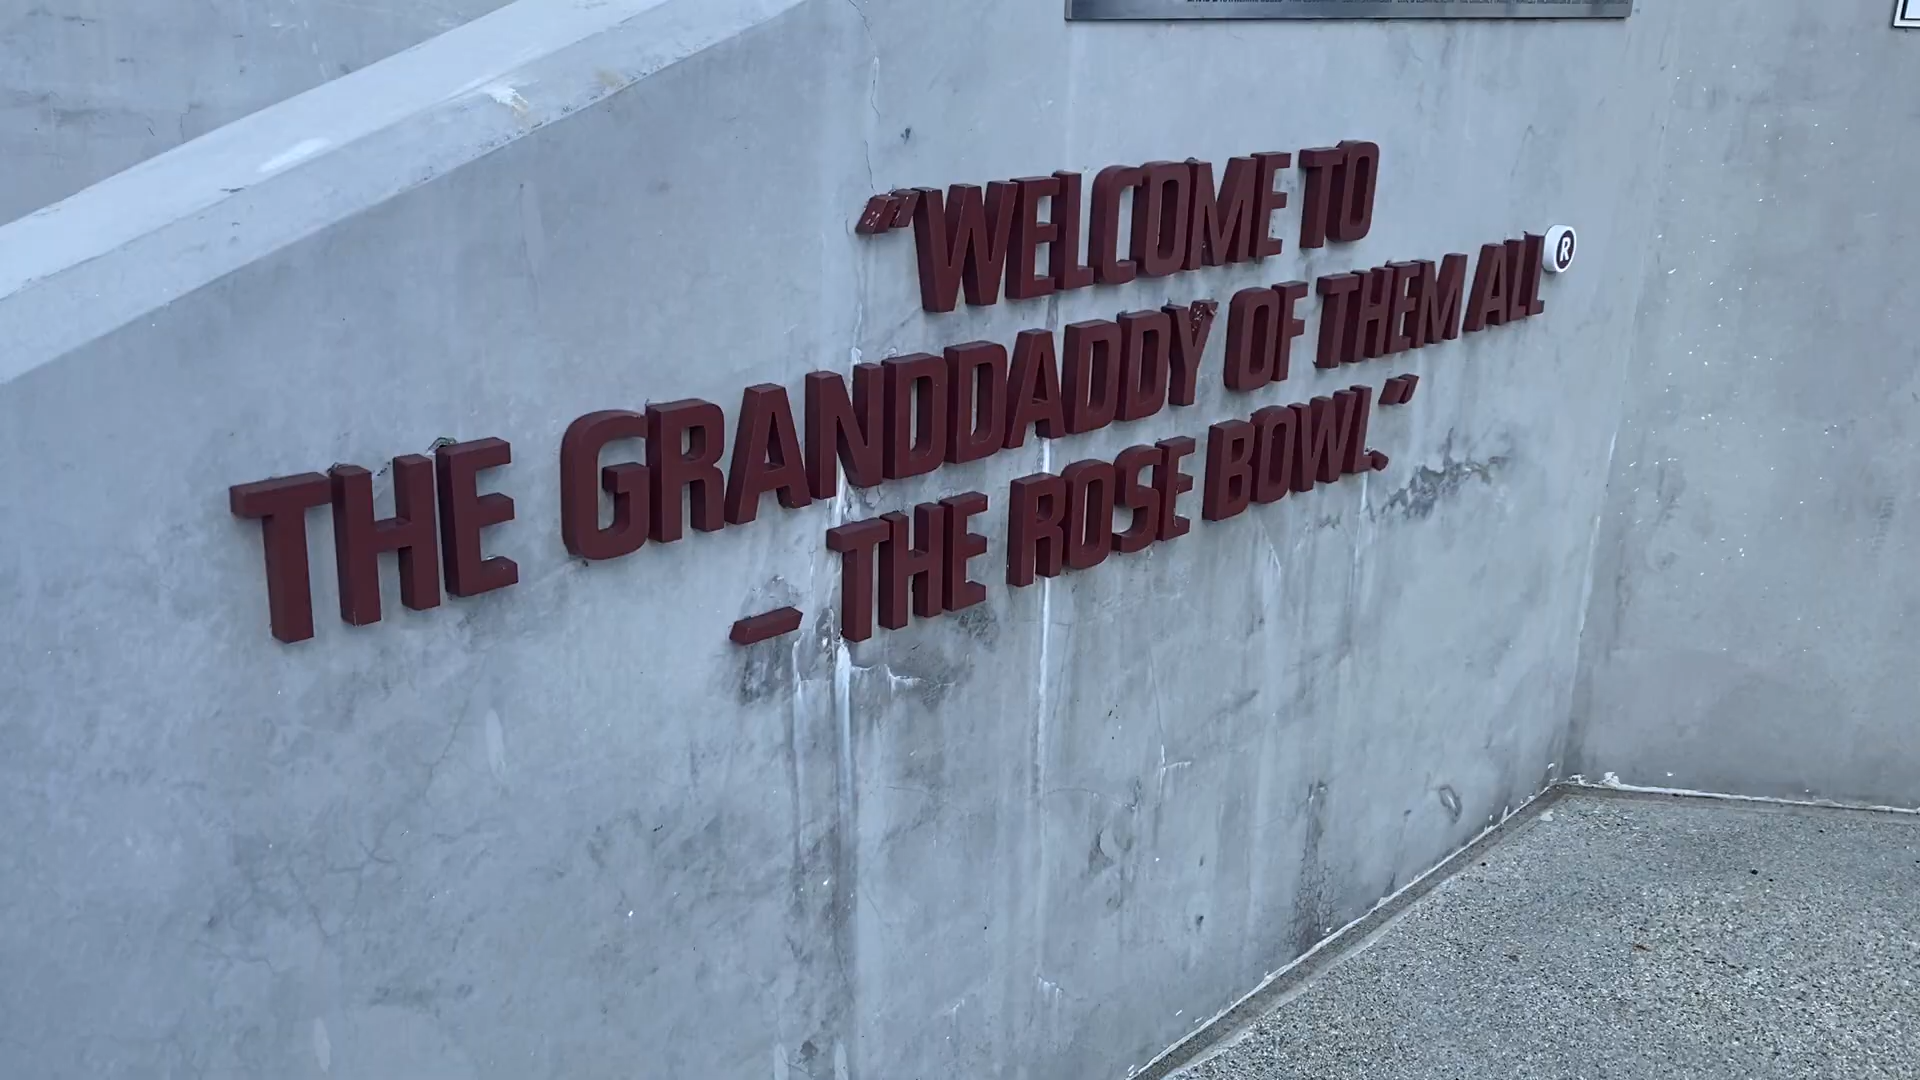 “WELCOME TO
THE GRANDDADDY OF THEM ALL®
– THE ROSE BOWL.”